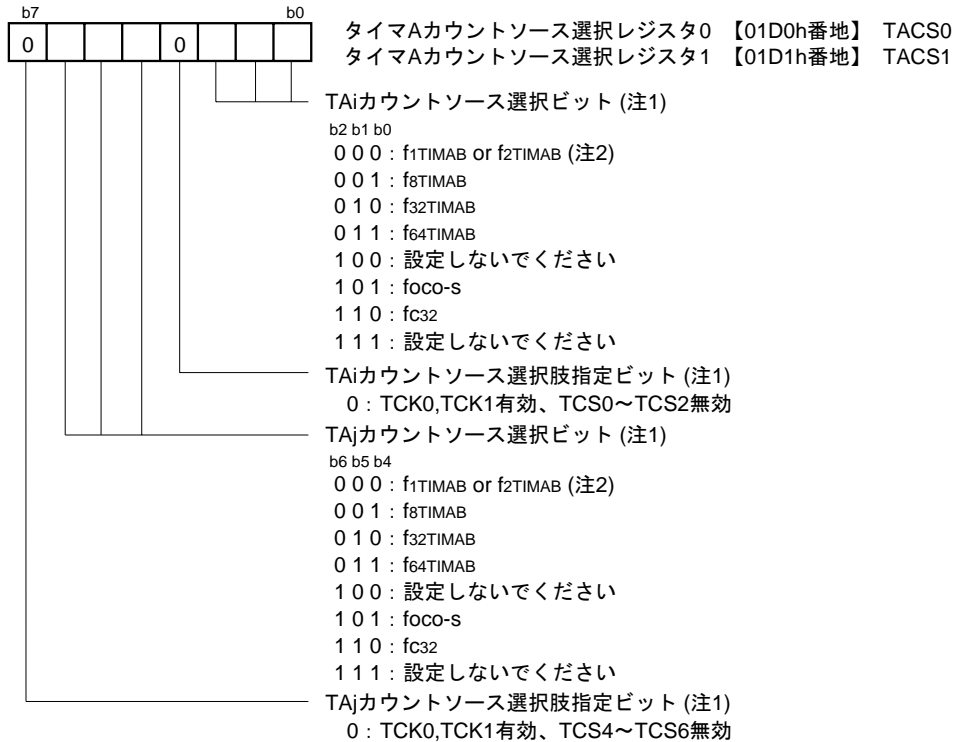 b7 b0
タイマAカウントソース選択レジスタ0 【01D0h番地】 TACS0
0 0
タイマAカウントソース選択レジスタ1 【01D1h番地】 TACS1
TAiカウントソース選択ビット (注1)
b2 b1 b0
0 0 0 : f1TIMAB or f2TIMAB (注2)
0 0 1 : f8TIMAB
0 1 0 : f32TIMAB
0 1 1 : f64TIMAB
1 0 0 : 設定しないでください
1 0 1 : foco-s
1 1 0 : fc32
1 1 1 : 設定しないでください
TAiカウントソース選択肢指定ビット (注1)
0 : TCK0,TCK1有効、TCS0～TCS2無効
TAjカウントソース選択ビット (注1)
b6 b5 b4
0 0 0 : f1TIMAB or f2TIMAB (注2)
0 0 1 : f8TIMAB
0 1 0 : f32TIMAB
0 1 1 : f64TIMAB
1 0 0 : 設定しないでください
1 0 1 : foco-s
1 1 0 : fc32
1 1 1 : 設定しないでください
TAjカウントソース選択肢指定ビット (注1)
0 : TCK0,TCK1有効、TCS4～TCS6無効